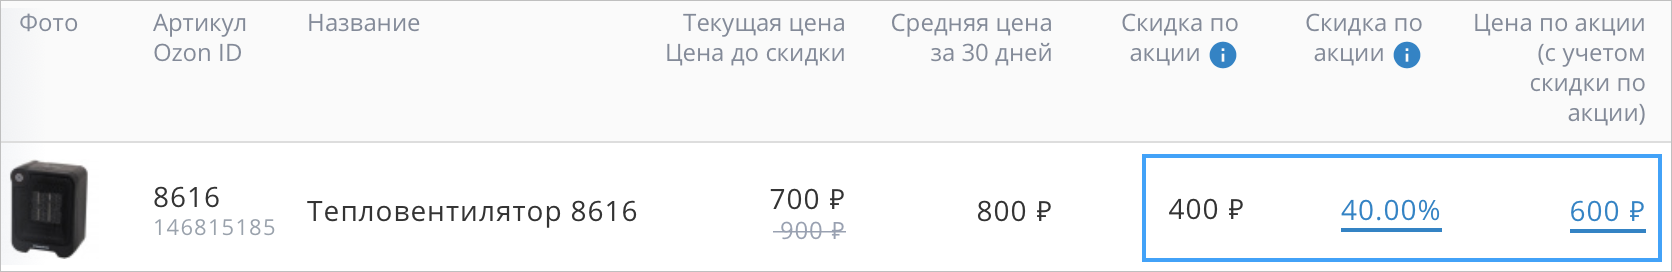 Фото
Артикул
Ozon ID
Название
Текущая цена
Цена до скидки
Средняя цена
за 30 дней
Скидка по
акции i
Скидка по
акции i
Цена по акции
(с учетом
скидки по
акции)
8616
146815185
Тепловентилятор 8616
700 ₽
900 ₽
800 ₽
400 ₽
40.00%
600 ₽